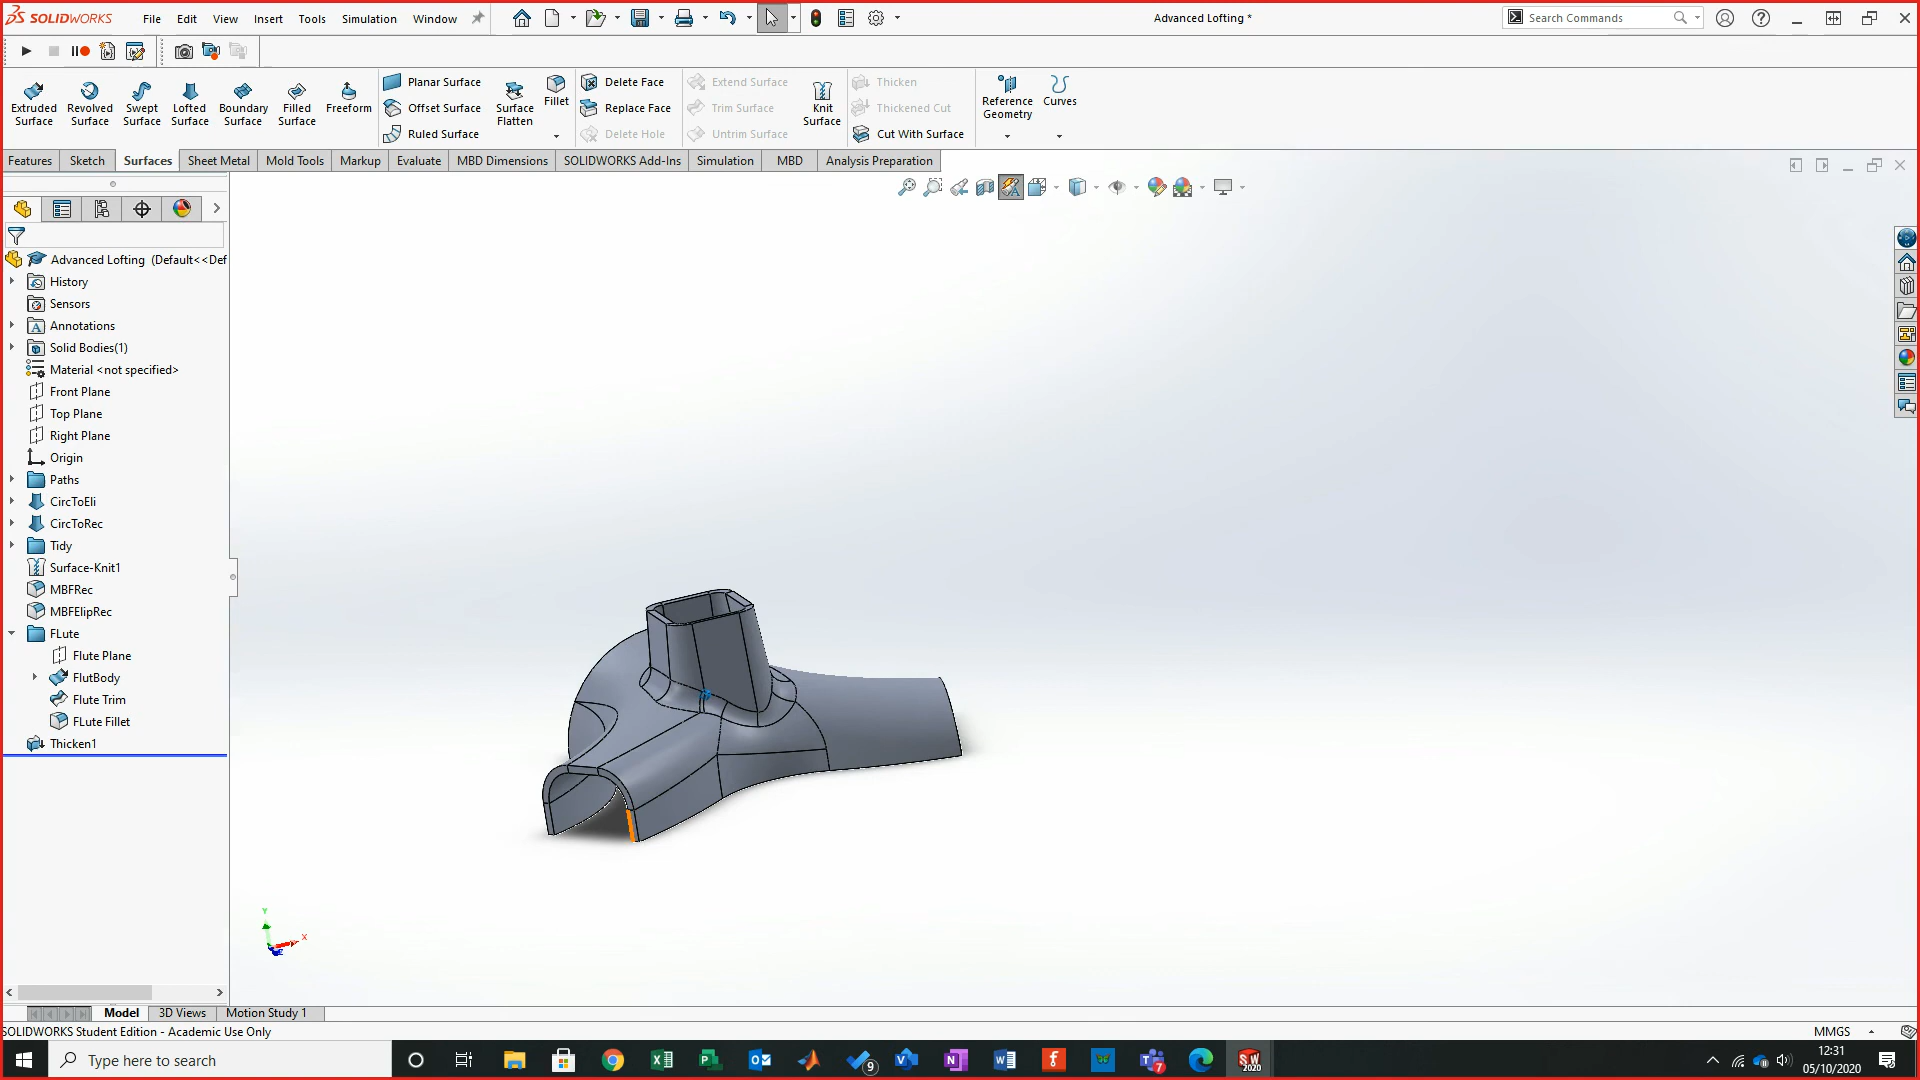 SOLIDWORKS File Edit View Insert Tools Simulation Window Advanced Lofting * Search Commands
Extruded Surface
Revolved Surface
Swept Surface
Lofted Surface
Boundary Surface
Filled Surface
Freeform
Planar Surface
Offset Surface
Ruled Surface
Surface Flatten
Fillet
Delete Face
Replace Face
Delete Hole
Extend Surface
Trim Surface
Untrim Surface
Knit Surface
Thicken
Thickened Cut
Cut With Surface
Reference Geometry
Curves
Features Sketch Surfaces Sheet Metal Mold Tools Markup Evaluate MBD Dimensions SOLIDWORKS Add-Ins Simulation MBD Analysis Preparation
Advanced Lofting (Default<<Def
History
Sensors
Annotations
Solid Bodies(1)
Material <not specified>
Front Plane
Top Plane
Right Plane
Origin
Paths
CircToEli
CircToRec
Tidy
Surface-Knit1
MBFRec
MBFElipRec
FLute
Flute Plane
FlutBody
Flute Trim
FLute Fillet
Thicken1
Y
X
Model 3D Views Motion Study 1
SOLIDWORKS Student Edition - Academic Use Only MMGS
Type here to search
9
7
SW
2020
12:31
05/10/2020